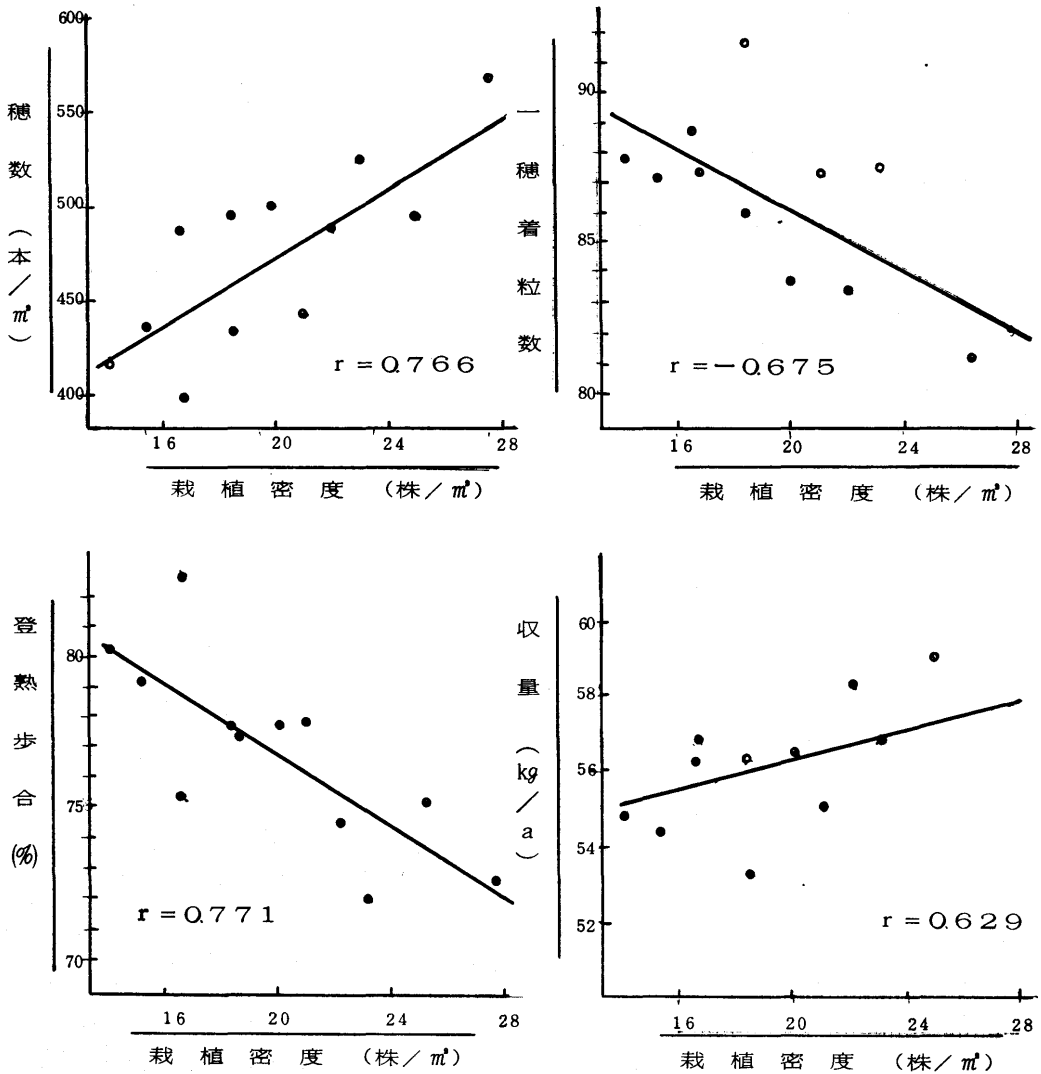 穂数(本/㎡)
600
550
500
450
400
r=0.766
16 20 24 28
栽植密度 (株/㎡)
一穂着粒数
90
85
80
r=-0.675
16 20 24 28
栽植密度 (株/㎡)
登熟歩合(%)
80
75
70
r=0.771
16 20 24 28
栽植密度 (株/㎡)
収量(kg/a)
60
58
56
54
52
r=0.629
16 20 24 28
栽植密度 (株/㎡)